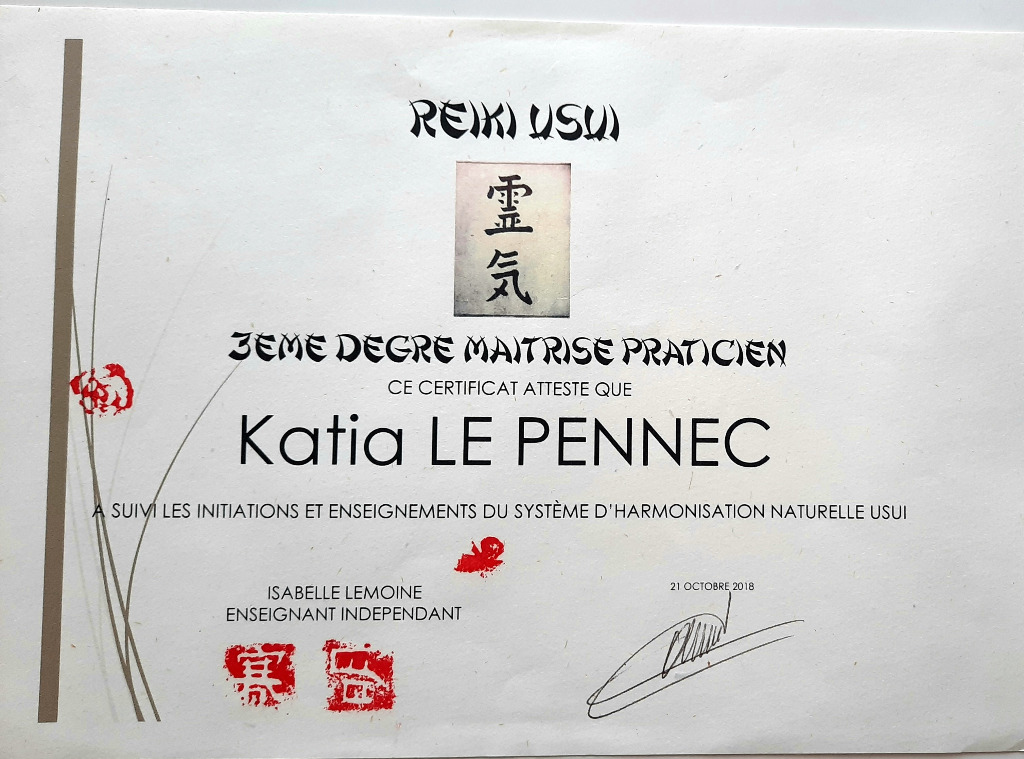 REIKI USUI
霊
気
3EME DEGRE MAITRISE PRATICIEN
CE CERTIFICAT ATTESTE QUE
Katia LE PENNEC
A SUIVI LES INITIATIONS ET ENSEIGNEMENTS DU SYSTÈME D'HARMONISATION NATURELLE USUI
ISABELLE LEMOINE
ENSEIGNANT INDEPENDANT
21 OCTOBRE 2018